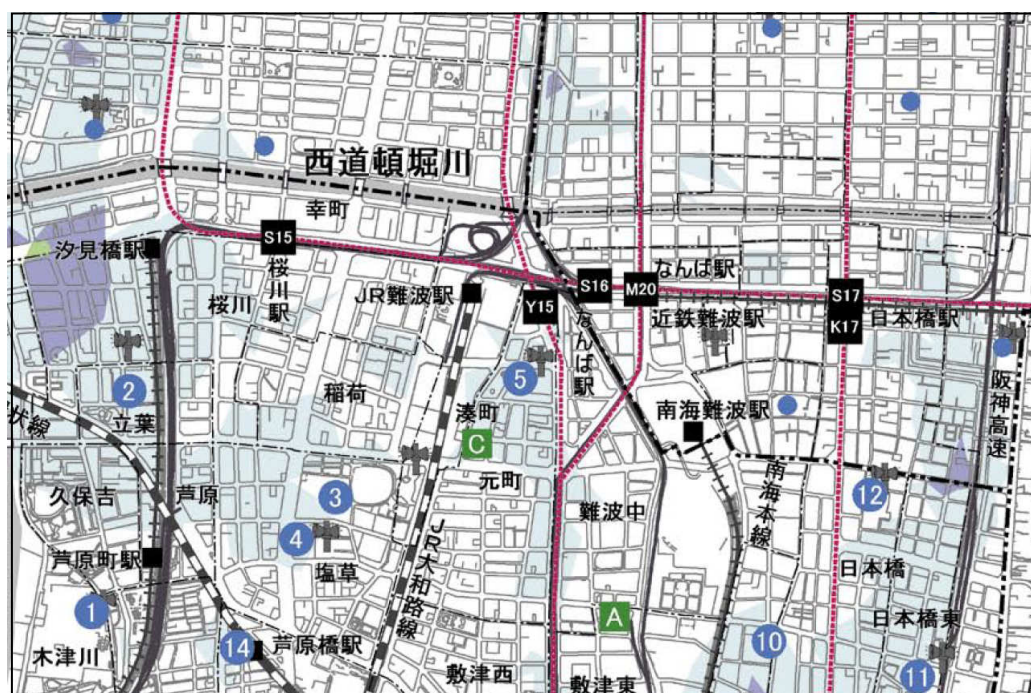 西道頓堀川
幸町
S15
桜川駅
汐見橋駅
桜川
JR難波駅
Y15
S16
なんば駅
M20
なんば駅
近鉄難波駅
S17
K17
日本橋駅
阪神高速
2
立葉
状線
稲荷
湊町
C
5
南海難波駅
南海本線
12
久保吉
芦原
3
4
塩草
元町
難波中
JR大和路線
芦原町駅
1
木津川
14
芦原橋駅
敷津西
A
敷津東
日本橋
日本橋東
10
11